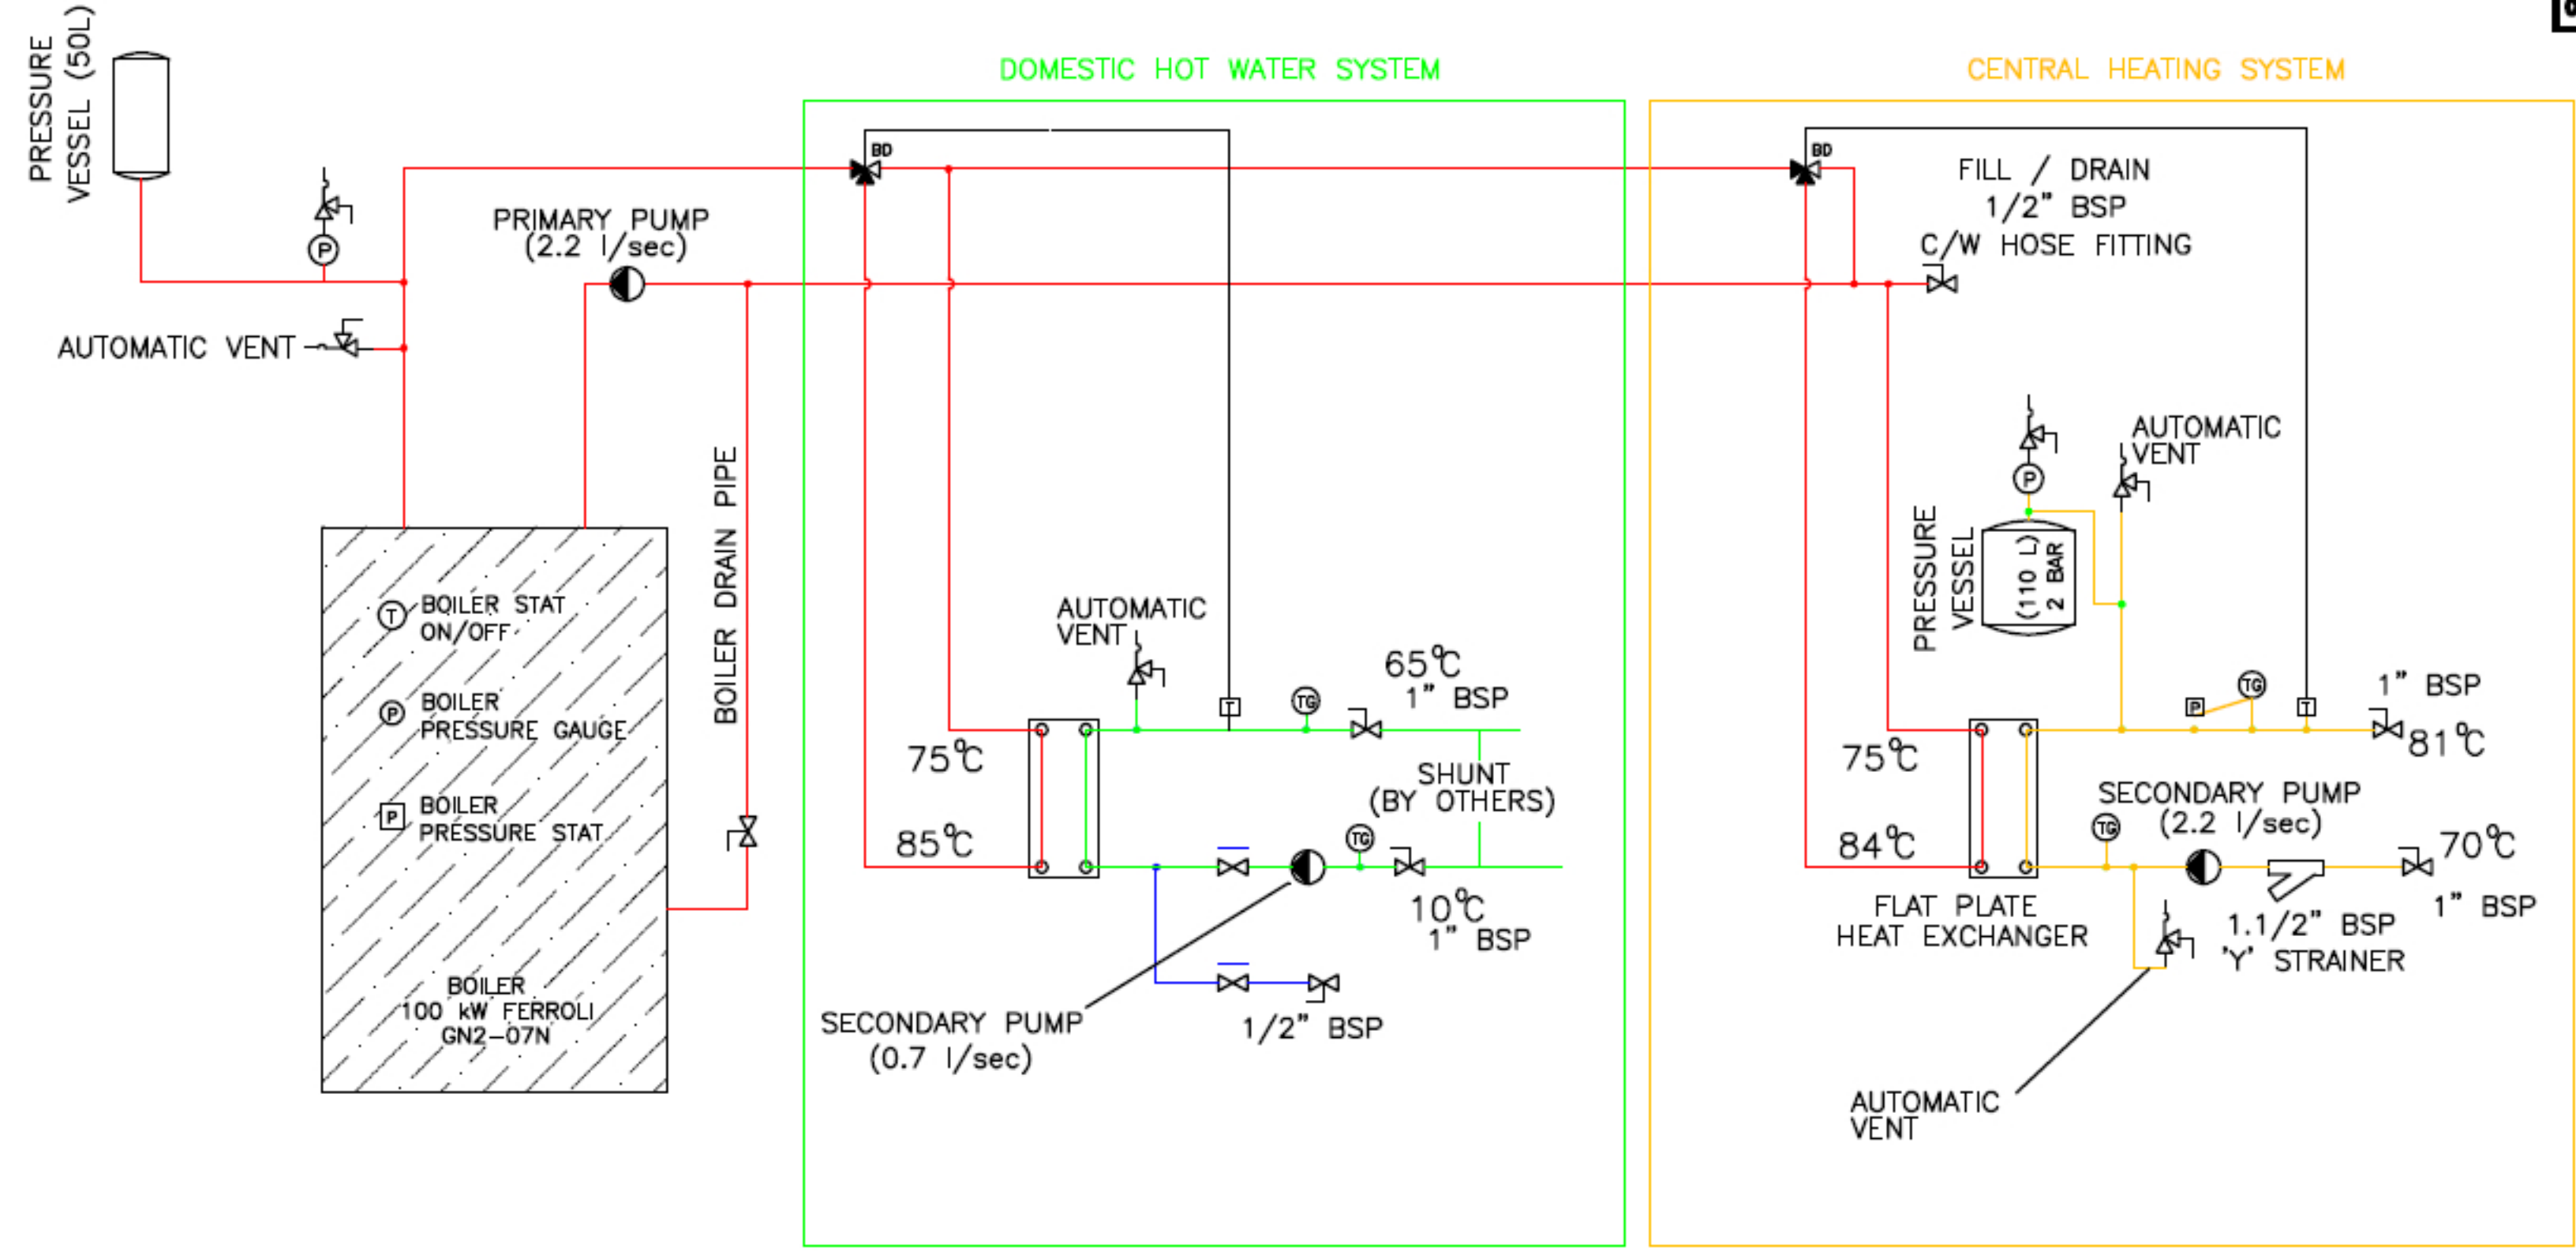 PRESSURE
VESSEL (50L)
DOMESTIC HOT WATER SYSTEM
CENTRAL HEATING SYSTEM
BD
BD
FILL / DRAIN
1/2" BSP
C/W HOSE FITTING
PRIMARY PUMP
(2.2 l/sec)
P
AUTOMATIC VENT
BOILER DRAIN PIPE
T
BOILER STAT
ON/OFF
P
BOILER
PRESSURE GAUGE
P
BOILER
PRESSURE STAT
BOILER
100 kW FERROLI
GN2-07N
AUTOMATIC
VENT
T
TG
65°C
1" BSP
75°C
85°C
SHUNT
(BY OTHERS)
TG
10°C
1" BSP
SECONDARY PUMP
(0.7 l/sec)
1/2" BSP
P
AUTOMATIC
VENT
PRESSURE
VESSEL
(110 L)
2 BAR
P
TG
T
1" BSP
81°C
75°C
84°C
SECONDARY PUMP
(2.2 l/sec)
TG
70°C
1" BSP
FLAT PLATE
HEAT EXCHANGER
1.1/2" BSP
'Y' STRAINER
AUTOMATIC
VENT